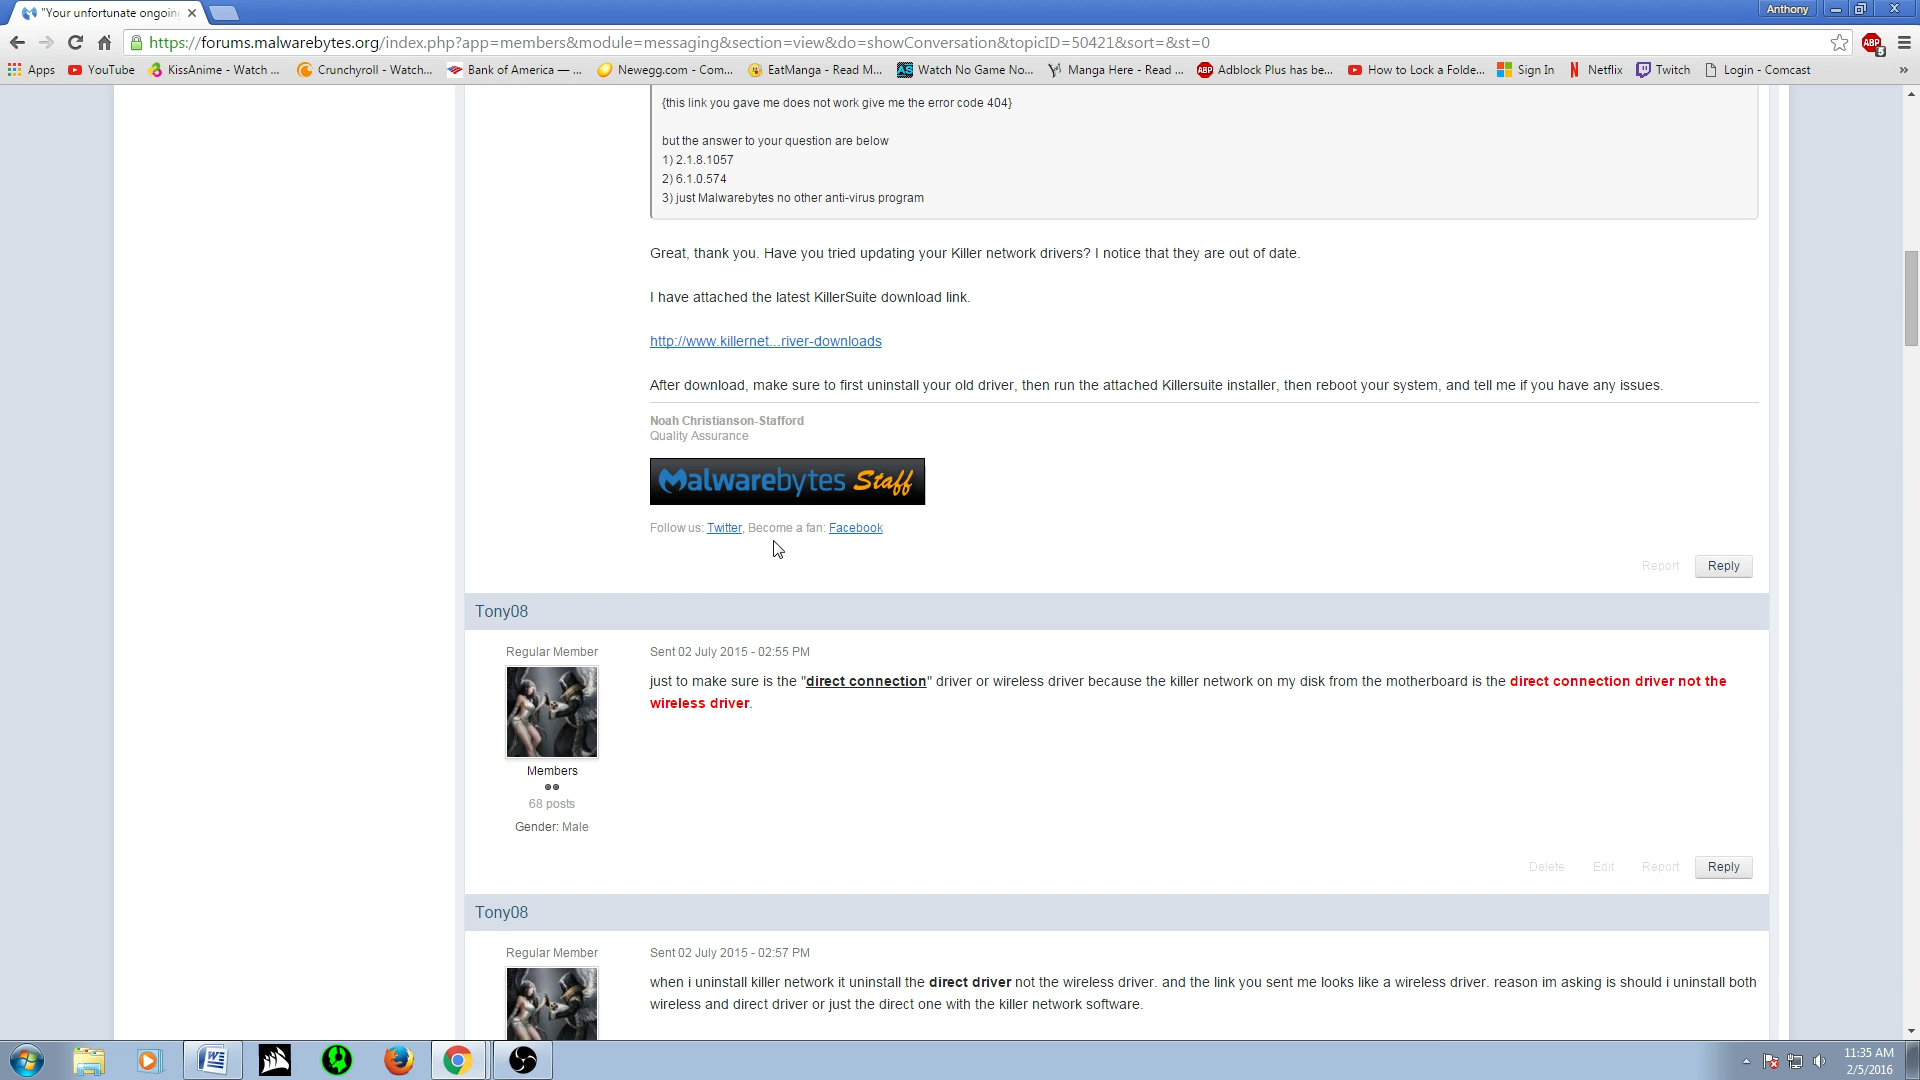 "Your unfortunate ongoin
Anthony
https://forums.malwarebytes.org/index.php?app=members&module=messaging&section=view&do=showConversation&topicID=50421&sort=&st=0
ABP
Apps
YouTube
KissAnime - Watch ...
Crunchyroll - Watch...
Bank of America — ...
Newegg.com - Com...
EatManga - Read M...
Watch No Game No...
Manga Here - Read ...
Adblock Plus has be...
How to Lock a Folde...
Sign In
Netflix
Twitch
Login - Comcast
{this link you gave me does not work give me the error code 404}
but the answer to your question are below
1) 2.1.8.1057
2) 6.1.0.574
3) just Malwarebytes no other anti-virus program
Great, thank you. Have you tried updating your Killer network drivers? I notice that they are out of date.
I have attached the latest KillerSuite download link.
http://www.killernet...river-downloads
After download, make sure to first uninstall your old driver, then run the attached Killersuite installer, then reboot your system, and tell me if you have any issues.
Noah Christianson-Stafford
Quality Assurance
Malwarebytes Staff
Follow us: Twitter, Become a fan: Facebook
Report Reply
Tony08
Regular Member
Sent 02 July 2015 - 02:55 PM
just to make sure is the "direct connection" driver or wireless driver because the killer network on my disk from the motherboard is the direct connection driver not the
wireless driver.
Members
68 posts
Gender: Male
Delete Edit Report Reply
Tony08
Regular Member
Sent 02 July 2015 - 02:57 PM
when i uninstall killer network it uninstall the direct driver not the wireless driver. and the link you sent me looks like a wireless driver. reason im asking is should i uninstall both
wireless and direct driver or just the direct one with the killer network software.
11:35 AM
2/5/2016